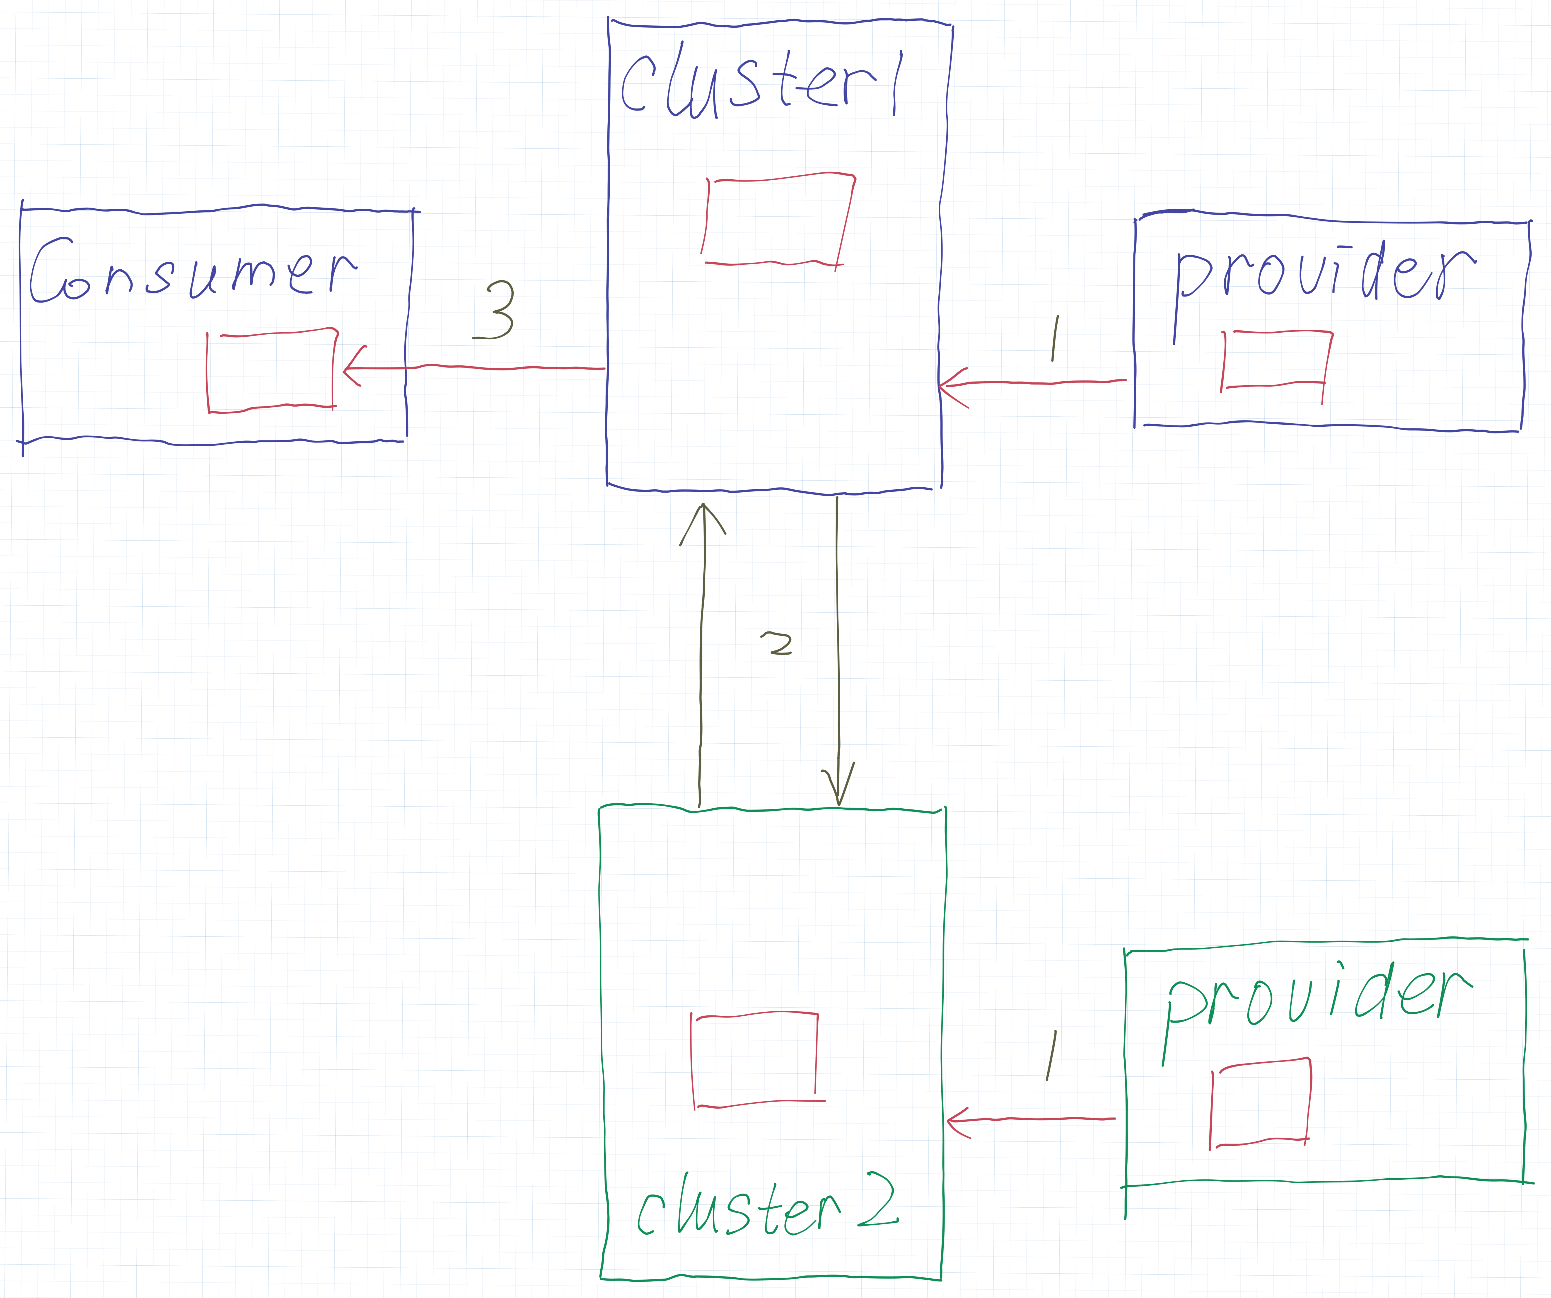 cluster1
Consumer
3
1
provider
2
provider
1
cluster2